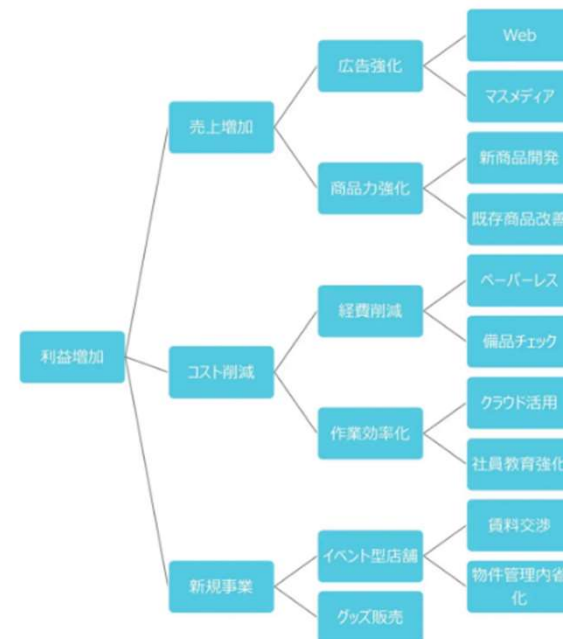 Web
広告強化
マスメディア
売上増加
新商品開発
商品力強化
既存商品改善
ペーパーレス
経費削減
備品チェック
利益増加
コスト削減
クラウド活用
作業効率化
社員教育強化
賃料交渉
イベント型店舗
物件管理内省
化
新規事業
グッズ販売